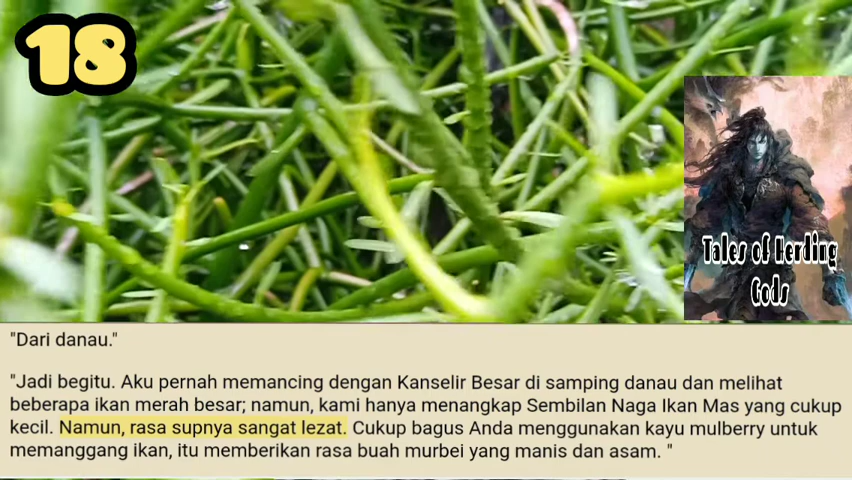 18
Tales of Herding
Gods
"Dari danau."
"Jadi begitu. Aku pernah memancing dengan Kanselir Besar di samping danau dan melihat
beberapa ikan merah besar; namun, kami hanya menangkap Sembilan Naga Ikan Mas yang cukup
kecil. Namun, rasa supnya sangat lezat. Cukup bagus Anda menggunakan kayu mulberry untuk
memanggang ikan, itu memberikan rasa buah murbei yang manis dan asam. "